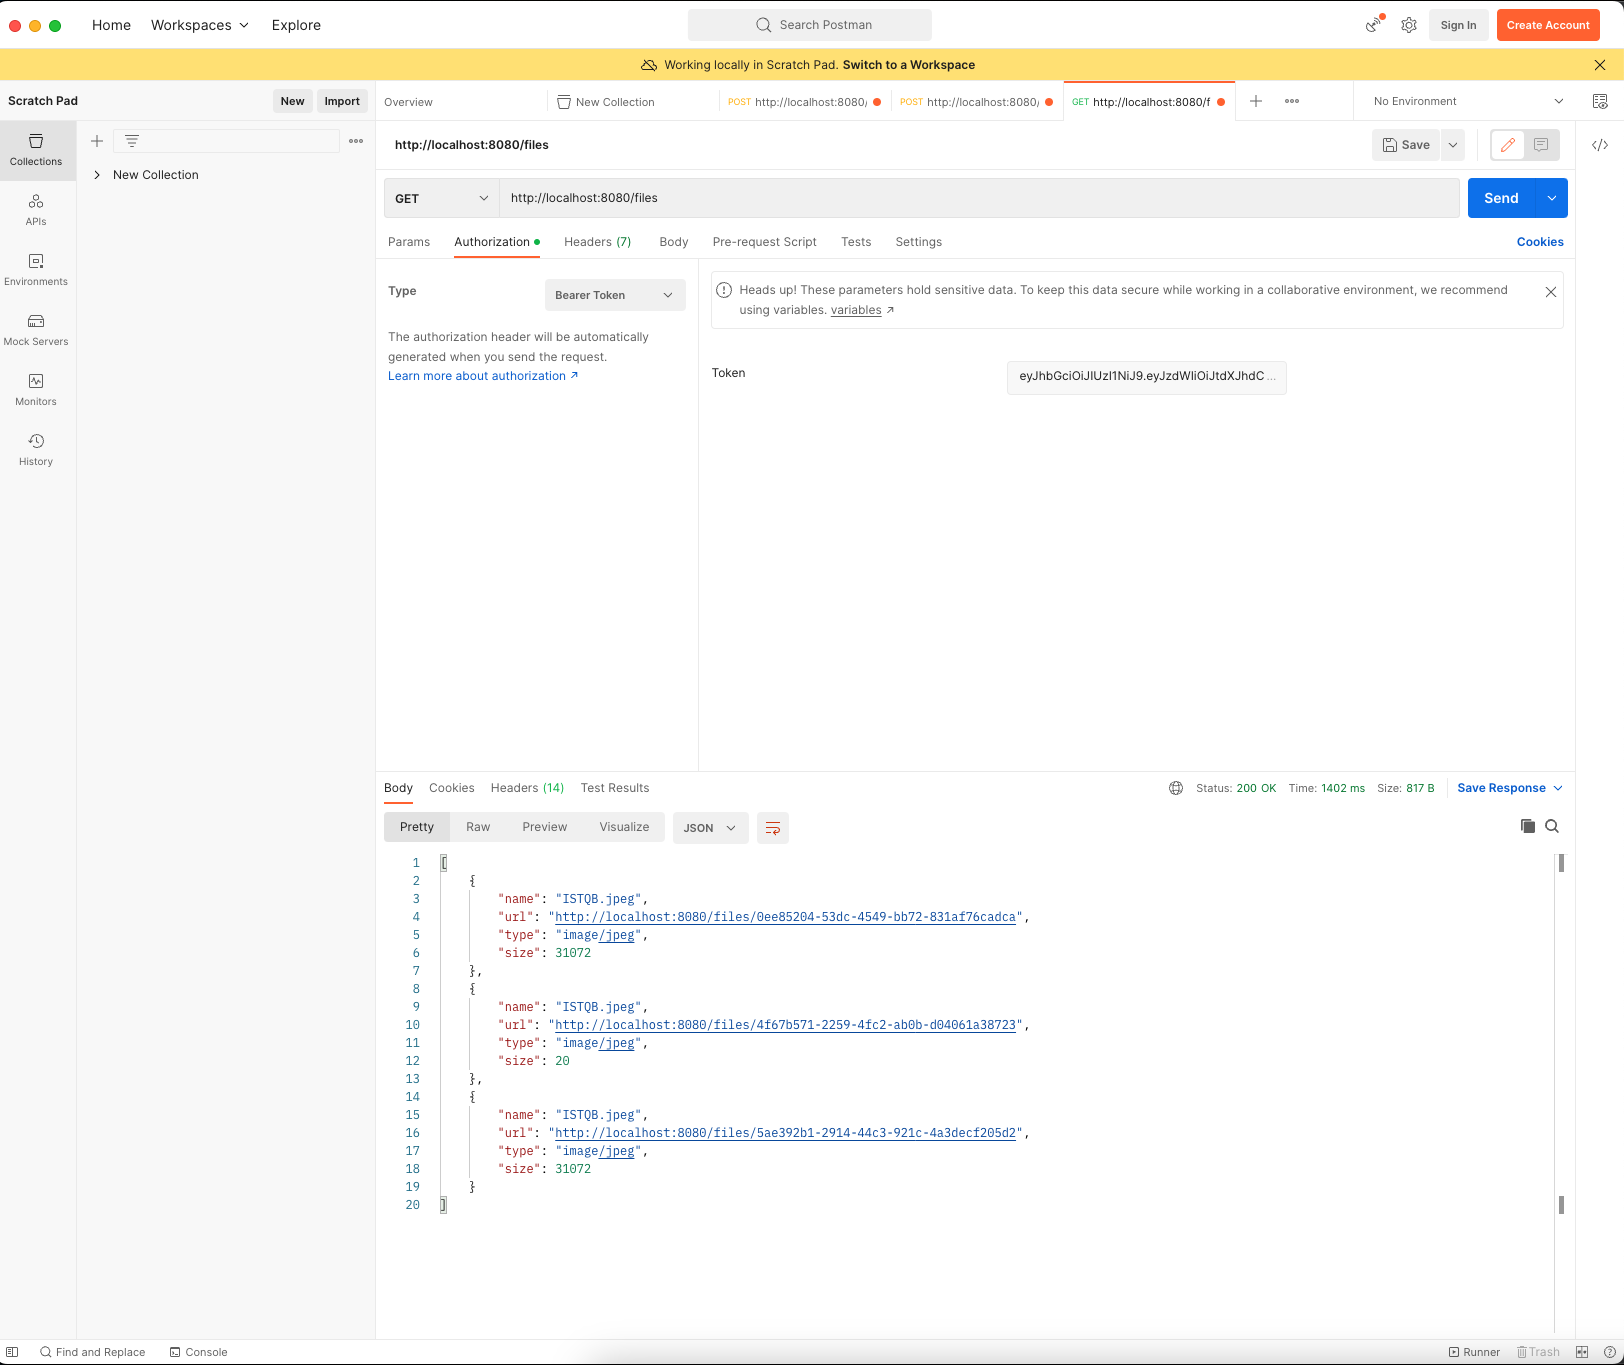 Home Workspaces Explore
Search Postman
Sign In Create Account
Working locally in Scratch Pad. Switch to a Workspace
Scratch Pad New Import
Overview New Collection POST http://localhost:8080/ POST http://localhost:8080/ GET http://localhost:8080/f No Environment
Collections
New Collection
APIs
Environments
Mock Servers
Monitors
History
http://localhost:8080/files Save
GET http://localhost:8080/files Send
Params Authorization Headers (7) Body Pre-request Script Tests Settings Cookies
Type Bearer Token
The authorization header will be automatically
generated when you send the request.
Learn more about authorization ↗
Heads up! These parameters hold sensitive data. To keep this data secure while working in a collaborative environment, we recommend
using variables. variables ↗
Token eyJhbGciOiJIUzI1NiJ9.eyJzdWIiOiJtdXJhdC...
Body Cookies Headers (14) Test Results Status: 200 OK Time: 1402 ms Size: 817 B Save Response
Pretty Raw Preview Visualize JSON
1 [
2 {
3 "name": "ISTQB.jpeg",
4 "url": "http://localhost:8080/files/0ee85204-53dc-4549-bb72-831af76cadca",
5 "type": "image/jpeg",
6 "size": 31072
7 },
8 {
9 "name": "ISTQB.jpeg",
10 "url": "http://localhost:8080/files/4f67b571-2259-4fc2-ab0b-d04061a38723",
11 "type": "image/jpeg",
12 "size": 20
13 },
14 {
15 "name": "ISTQB.jpeg",
16 "url": "http://localhost:8080/files/5ae392b1-2914-44c3-921c-4a3decf205d2",
17 "type": "image/jpeg",
18 "size": 31072
19 }
20 ]
Find and Replace Console Runner Trash